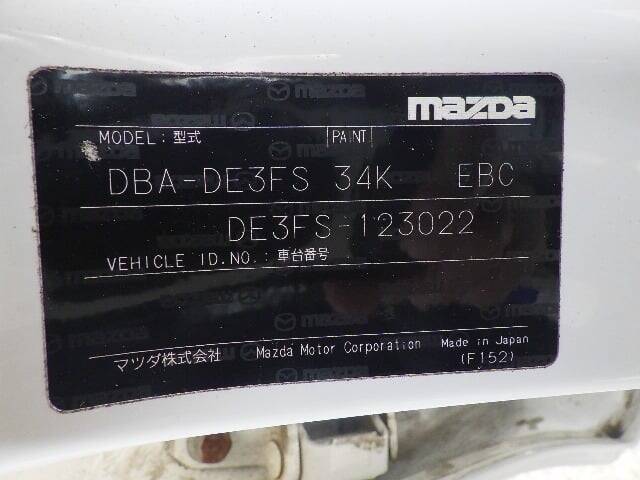 mazda
MODEL: 型式 PAINT
DBA-DE3FS 34K EBC
DE3FS-123022
VEHICLE ID.NO.: 車台番号
マツダ株式会社 Mazda Motor Corporation Made in Japan
(F152)